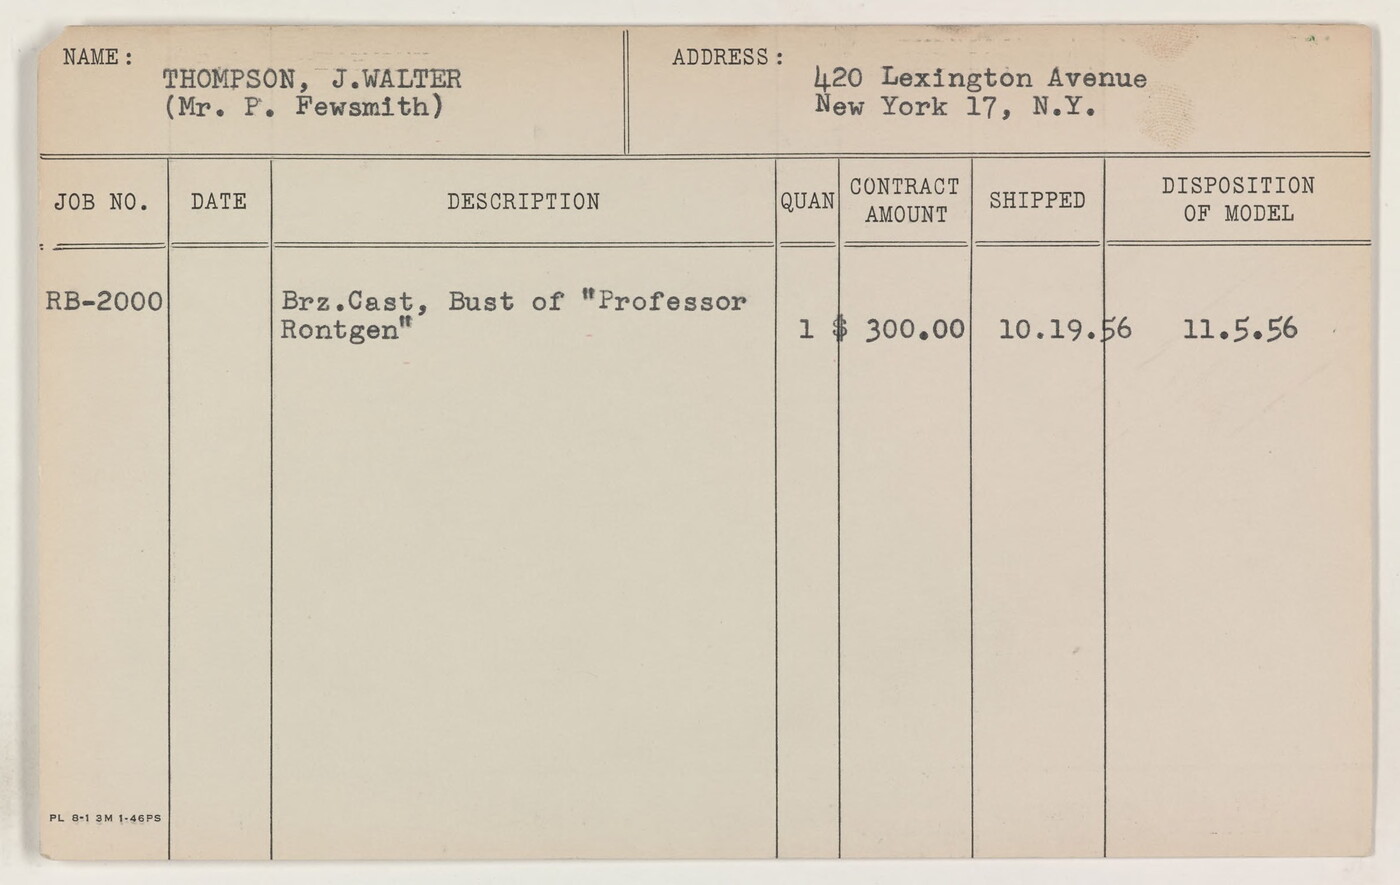 NAME:
THOMPSON, J.WALTER
(Mr. P. Fewsmith)
ADDRESS:
420 Lexington Avenue
New York 17, N.Y.
JOB NO. DATE DESCRIPTION QUAN CONTRACT AMOUNT SHIPPED DISPOSITION OF MODEL
RB-2000 Brz.Cast, Bust of "Professor
Rontgen" 1 $ 300.00 10.19.56 11.5.56
PL 8-1 3M 1-46PS